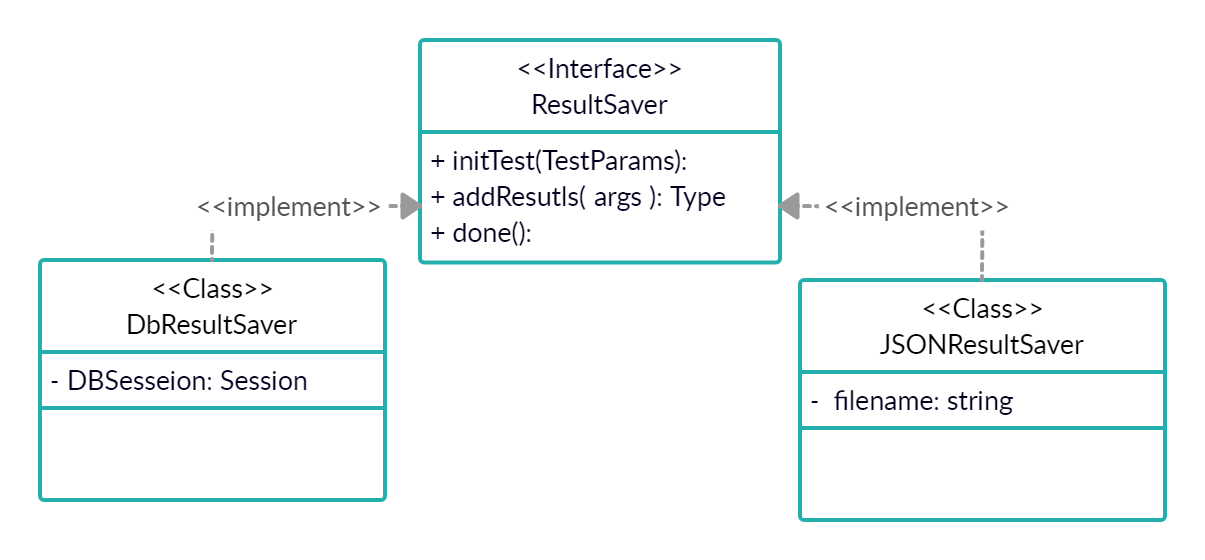 <<Interface>>
ResultSaver
+ initTest(TestParams):
+ addResutls( args ): Type
+ done():
<<implement>>
<<implement>>
<<Class>>
DbResultSaver
- DBSesseion: Session
<<Class>>
JSONResultSaver
- filename: string